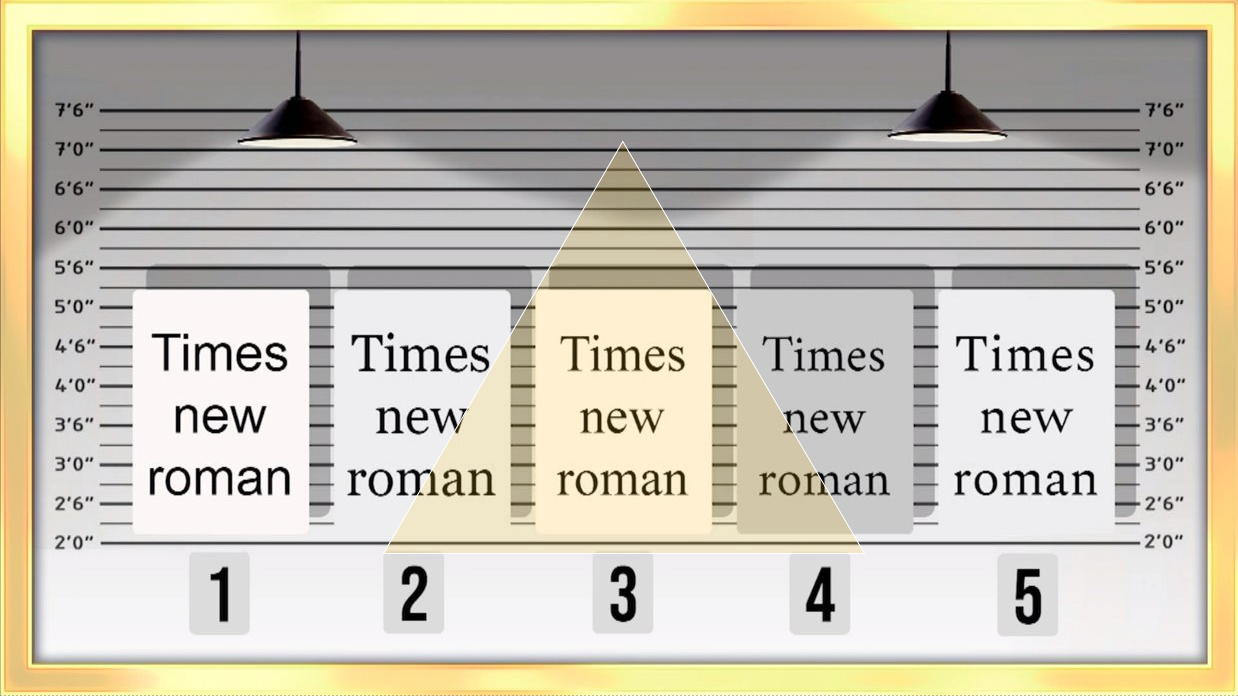 7'6” 7'6”
7'0” 7'0”
6'6” 6'6”
6'0” 6'0”
5'6” 5'6”
5'0” 5'0”
4'6” 4'6”
4'0” 4'0”
3'6” 3'6”
3'0” 3'0”
2'6” 2'6”
2'0” 2'0”
Times
new
roman
Times
new
roman
Times
new
roman
Times
new
roman
Times
new
roman
1 2 3 4 5